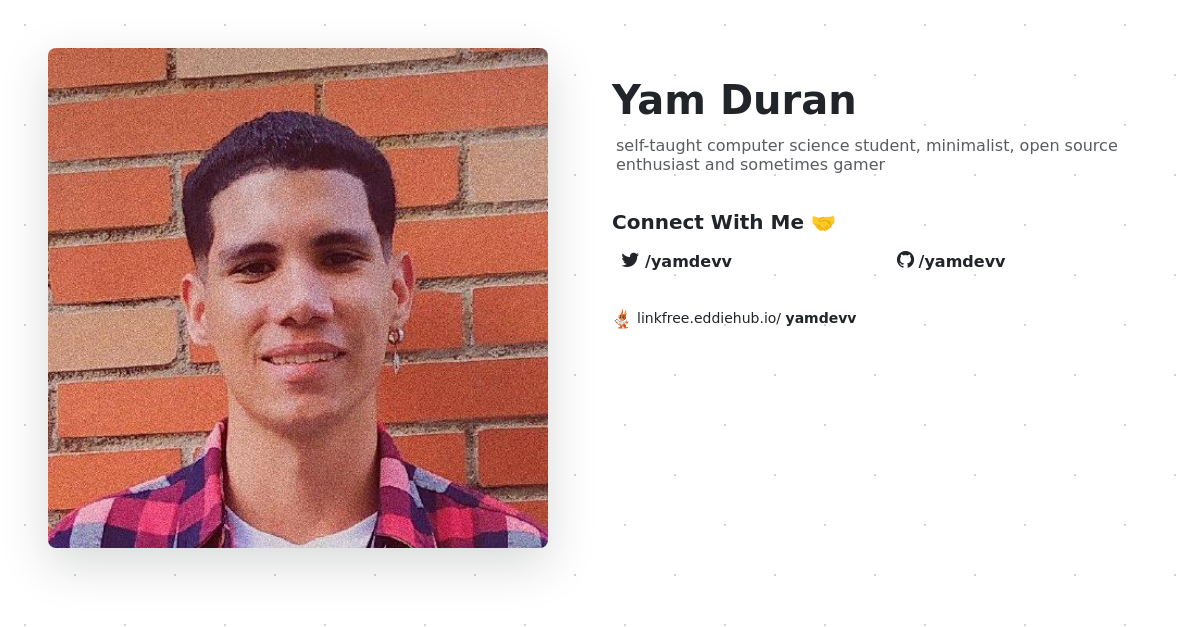 Yam Duran
self-taught computer science student, minimalist, open source
enthusiast and sometimes gamer
Connect With Me 🤝
/yamdevv
/yamdevv
linkfree.eddiehub.io/ yamdevv